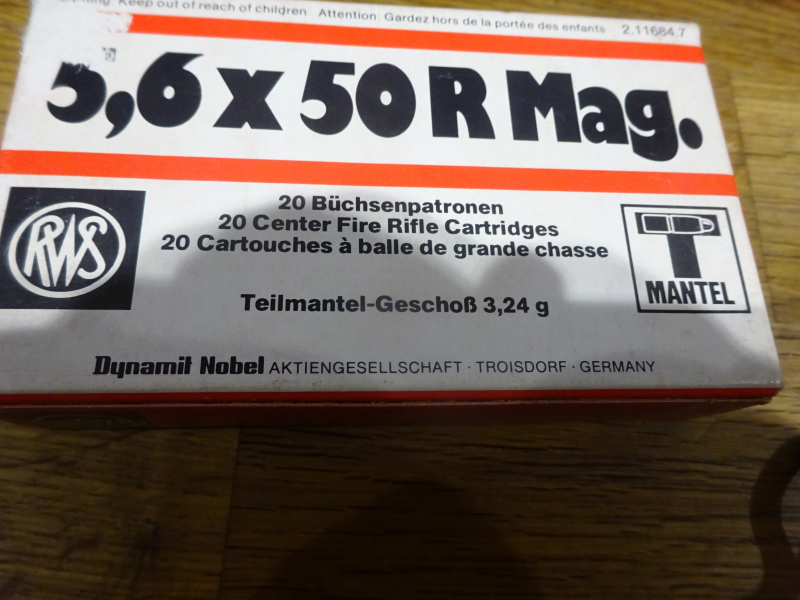 Keep out of reach of children Attention: Gardez hors de la portée des enfants 2.11684.7
5,6 x 50 R Mag.
20 Büchsenpatronen
20 Center Fire Rifle Cartridges
20 Cartouches à balle de grande chasse
RWS
T
MANTEL
Teilmantel-Geschoß 3,24 g
Dynamit Nobel AKTIENGESELLSCHAFT · TROISDORF · GERMANY